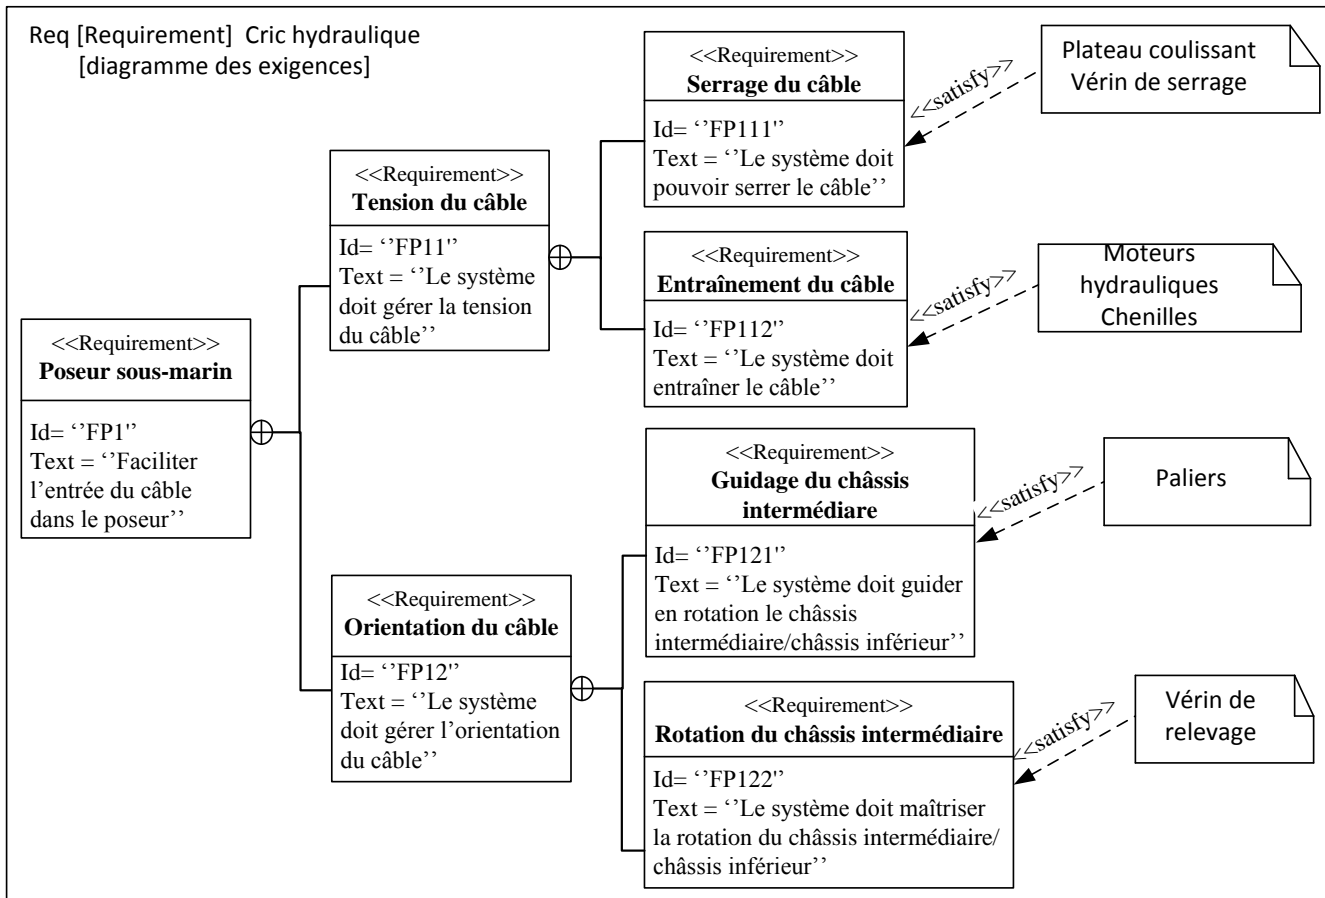 Req [Requirement]  Cric hydraulique
[diagramme des exigences]
<<Requirement>>
Serrage du câble
Id= ‘’FP111"
Text = ‘’Le système doit
pouvoir serrer le câble’’
<<satisfy>>
Plateau coulissant
Vérin de serrage
<<Requirement>>
Tension du câble
Id= ‘’FP11"
Text = ‘’Le système
doit gérer la tension
du câble’’
<<Requirement>>
Entraînement du câble
Id= ‘’FP112"
Text = ‘’Le système doit
entraîner le câble’’
<<satisfy>>
Moteurs
hydrauliques
Chenilles
<<Requirement>>
Poseur sous-marin
Id= ‘’FP1"
Text = ‘’Faciliter
l’entrée du câble
dans le poseur’’
<<Requirement>>
Guidage du châssis
intermédiare
Id= ‘’FP121"
Text = ‘’Le système doit guider
en rotation le châssis
intermédiaire/châssis inférieur’’
<<satisfy>>
Paliers
<<Requirement>>
Orientation du câble
Id= ‘’FP12"
Text = ‘’Le système
doit gérer l’orientation
du câble’’
<<Requirement>>
Rotation du châssis intermédiaire
Id= ‘’FP122"
Text = ‘’Le système doit maîtriser
la rotation du châssis intermédiaire/
châssis inférieur’’
<<satisfy>>
Vérin de
relevage